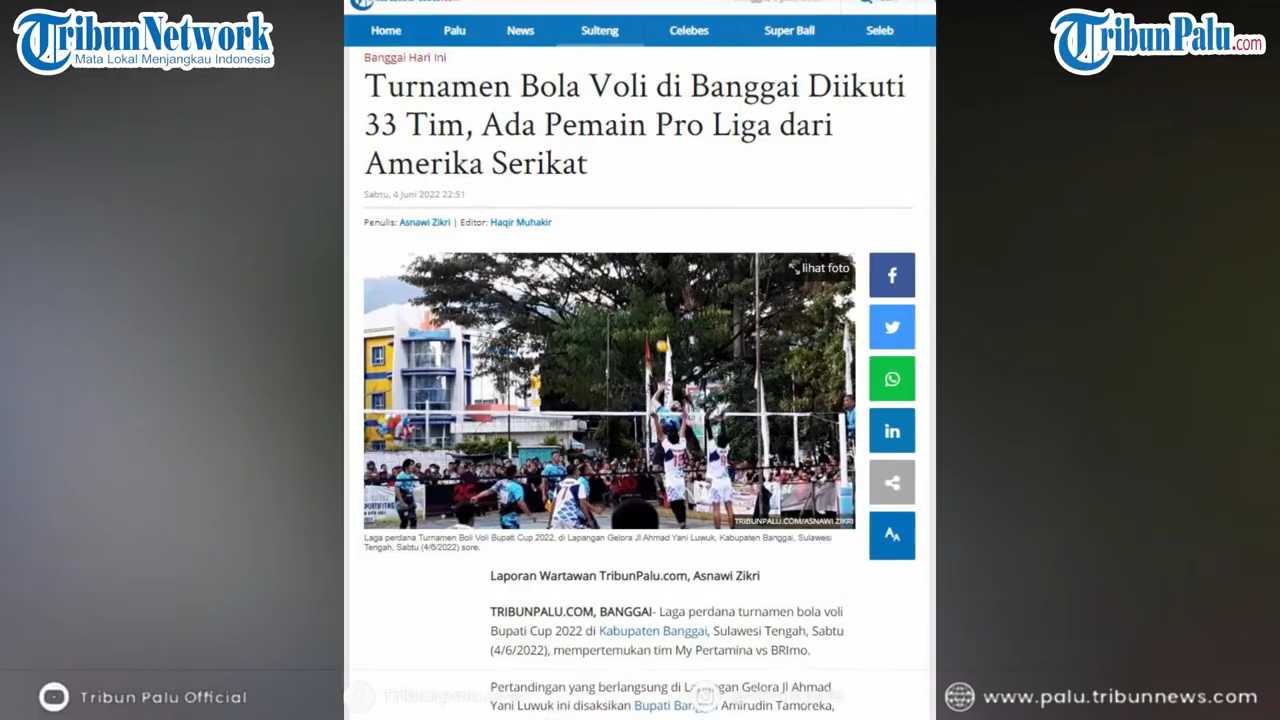 TribunNetwork
Mata Lokal Menjangkau Indonesia
TribunPalu.com
Home Palu News Sulteng Celebes Super Ball Seleb
Banggai Hari Ini
Turnamen Bola Voli di Banggai Diikuti
33 Tim, Ada Pemain Pro Liga dari
Amerika Serikat
Sabtu, 4 Juni 2022 22:51
Penulis: Asnawi Zikri | Editor: Haqir Muhakir
lihat foto
TRIBUNPALU.COM/ASNAWI ZIKRI
Laga perdana Turnamen Boli Voli Bupati Cup 2022, di Lapangan Gelora Jl Ahmad Yani Luwuk, Kabupaten Banggai, Sulawesi
Tengah, Sabtu (4/6/2022) sore.
Laporan Wartawan TribunPalu.com, Asnawi Zikri
TRIBUNPALU.COM, BANGGAI- Laga perdana turnamen bola voli
Bupati Cup 2022 di Kabupaten Banggai, Sulawesi Tengah, Sabtu
(4/6/2022), mempertemukan tim My Pertamina vs BRImo.
Pertandingan yang berlangsung di Lapangan Gelora Jl Ahmad
Yani Luwuk ini disaksikan Bupati Banggai Amirudin Tamoreka,
Tribun Palu Official
www.palu.tribunnews.com